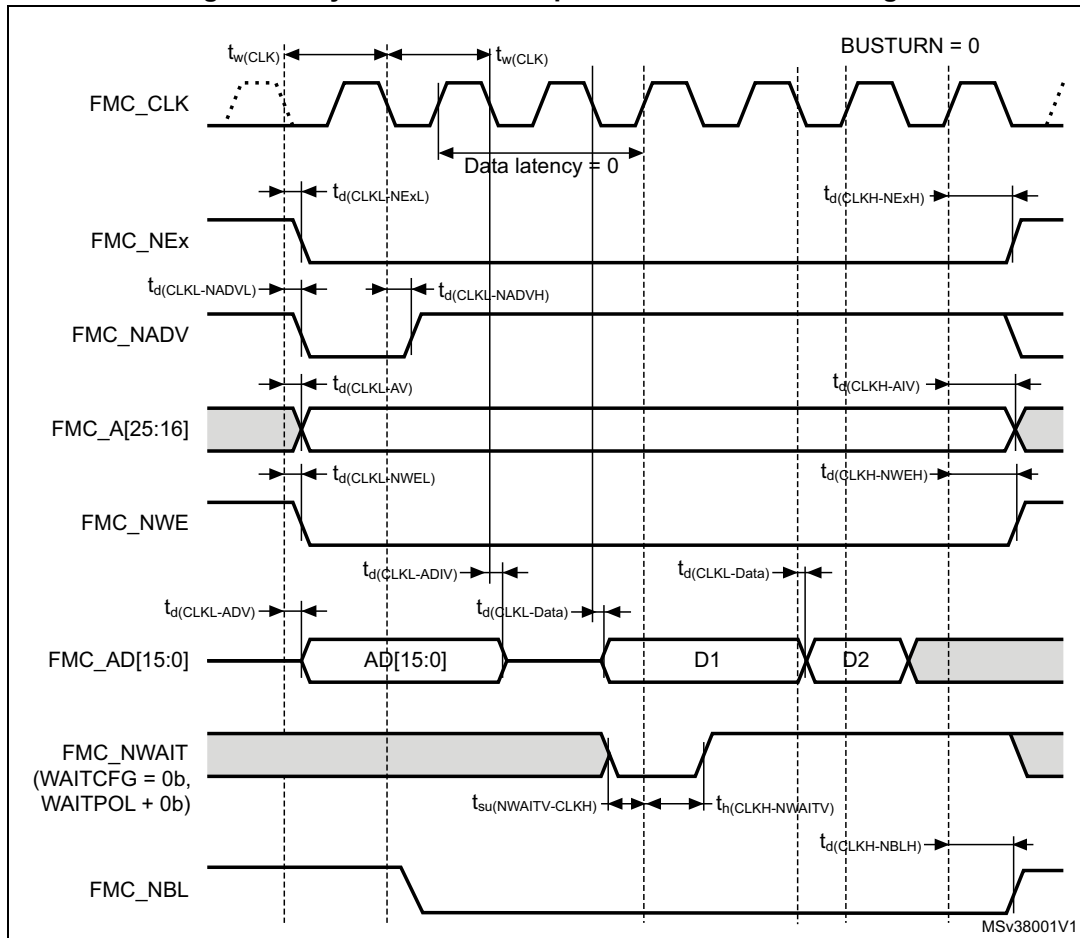 BUSTURN = 0
tw(CLK) tw(CLK)
FMC_CLK
Data latency = 0
td(CLKL-NExL) td(CLKH-NExH)
FMC_NEx
td(CLKL-NADVL) td(CLKL-NADVH)
FMC_NADV
td(CLKL-AV) td(CLKH-AIV)
FMC_A[25:16]
td(CLKL-NWEL) td(CLKH-NWEH)
FMC_NWE
td(CLKL-ADIV) td(CLKL-Data)
td(CLKL-ADV) td(CLKL-Data)
FMC_AD[15:0] AD[15:0] D1 D2
FMC_NWAIT
(WAITCFG = 0b,
WAITPOL + 0b)
tsu(NWAITV-CLKH) th(CLKH-NWAITV)
td(CLKH-NBLH)
FMC_NBL
MSv38001V1